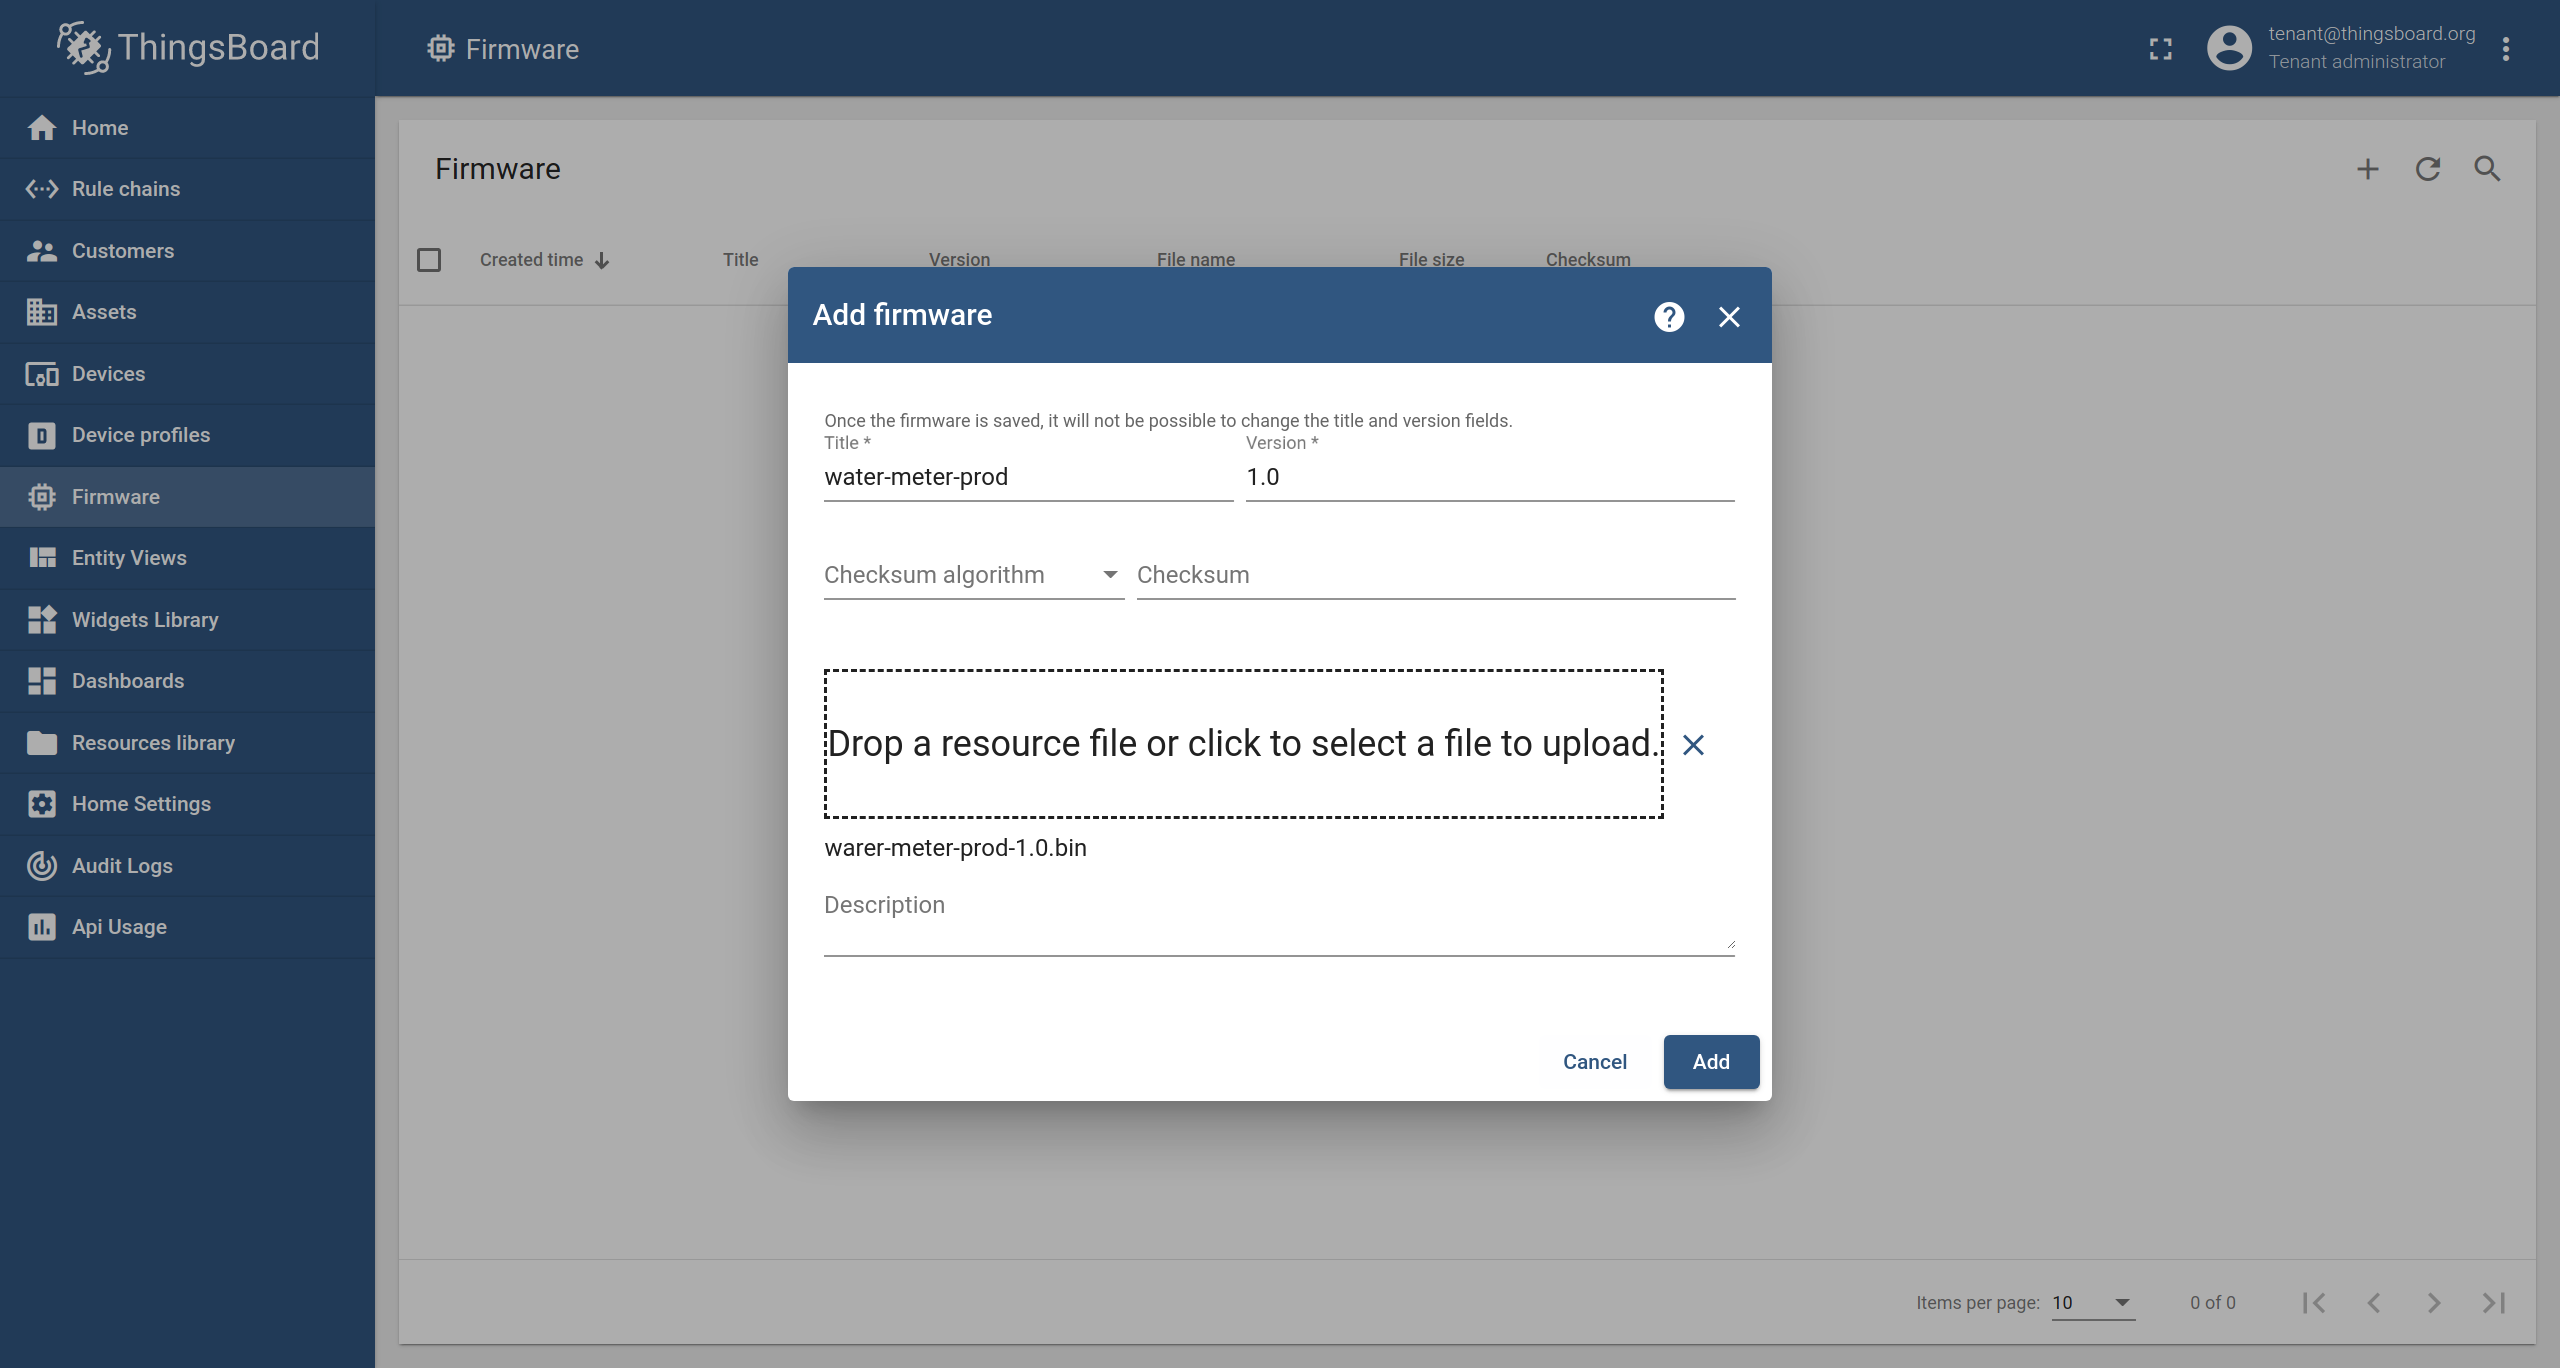 ThingsBoard
Firmware
tenant@thingsboard.org
Tenant administrator
Home
Rule chains
Customers
Assets
Devices
Device profiles
Firmware
Entity Views
Widgets Library
Dashboards
Resources library
Home Settings
Audit Logs
Api Usage
Firmware
Created time Title Version File name File size Checksum
Add firmware
Once the firmware is saved, it will not be possible to change the title and version fields.
Title * Version *
water-meter-prod 1.0
Checksum algorithm Checksum
Drop a resource file or click to select a file to upload.
warer-meter-prod-1.0.bin
Description
Cancel Add
Items per page: 10 0 of 0